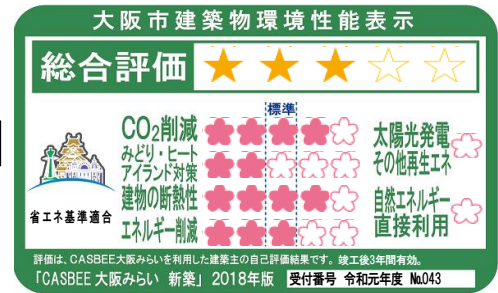 大阪市建築物環境性能表示
総合評価
標準
CO2削減
みどり・ヒート
アイランド対策
建物の断熱性
エネルギー削減
太陽光発電
その他再生エネ
自然エネルギー
直接利用
省エネ基準適合
評価は、CASBEE大阪みらいを利用した建築主の自己評価結果です。竣工後3年間有効。
「CASBEE大阪みらい 新築」2018年版 受付番号 令和元年度 №043